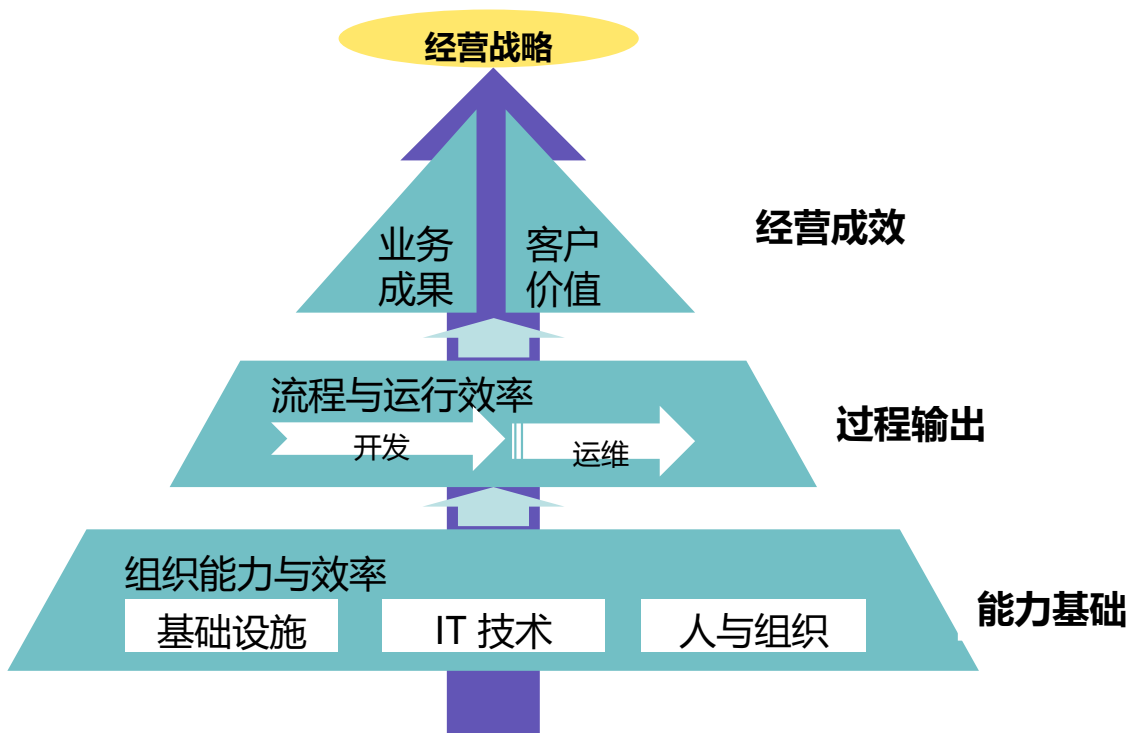 经营战略
业务
成果
客户
价值
经营成效
流程与运行效率
开发
运维
过程输出
组织能力与效率
基础设施
IT 技术
人与组织
能力基础